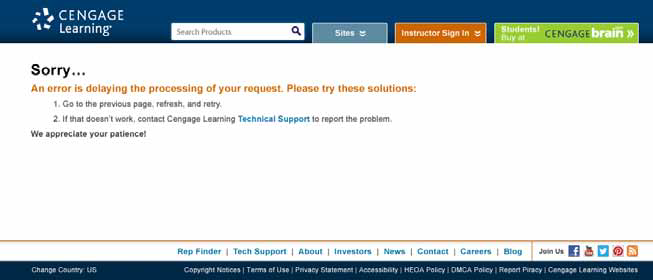 CENGAGE
Learning
Search Products
Sites
Instructor Sign In
Students!
Buy at CENGAGEbrain.com
Sorry...
An error is delaying the processing of your request. Please try these solutions:
1. Go to the previous page, refresh, and retry.
2. If that doesn't work, contact Cengage Learning Technical Support to report the problem.
We appreciate your patience!
Rep Finder | Tech Support | About | Investors | News | Contact | Careers | Blog
Join Us
Change Country: US
Copyright Notices | Terms of Use | Privacy Statement | Accessibility | HEOA Policy | DMCA Policy | Report Piracy | Cengage Learning Websites